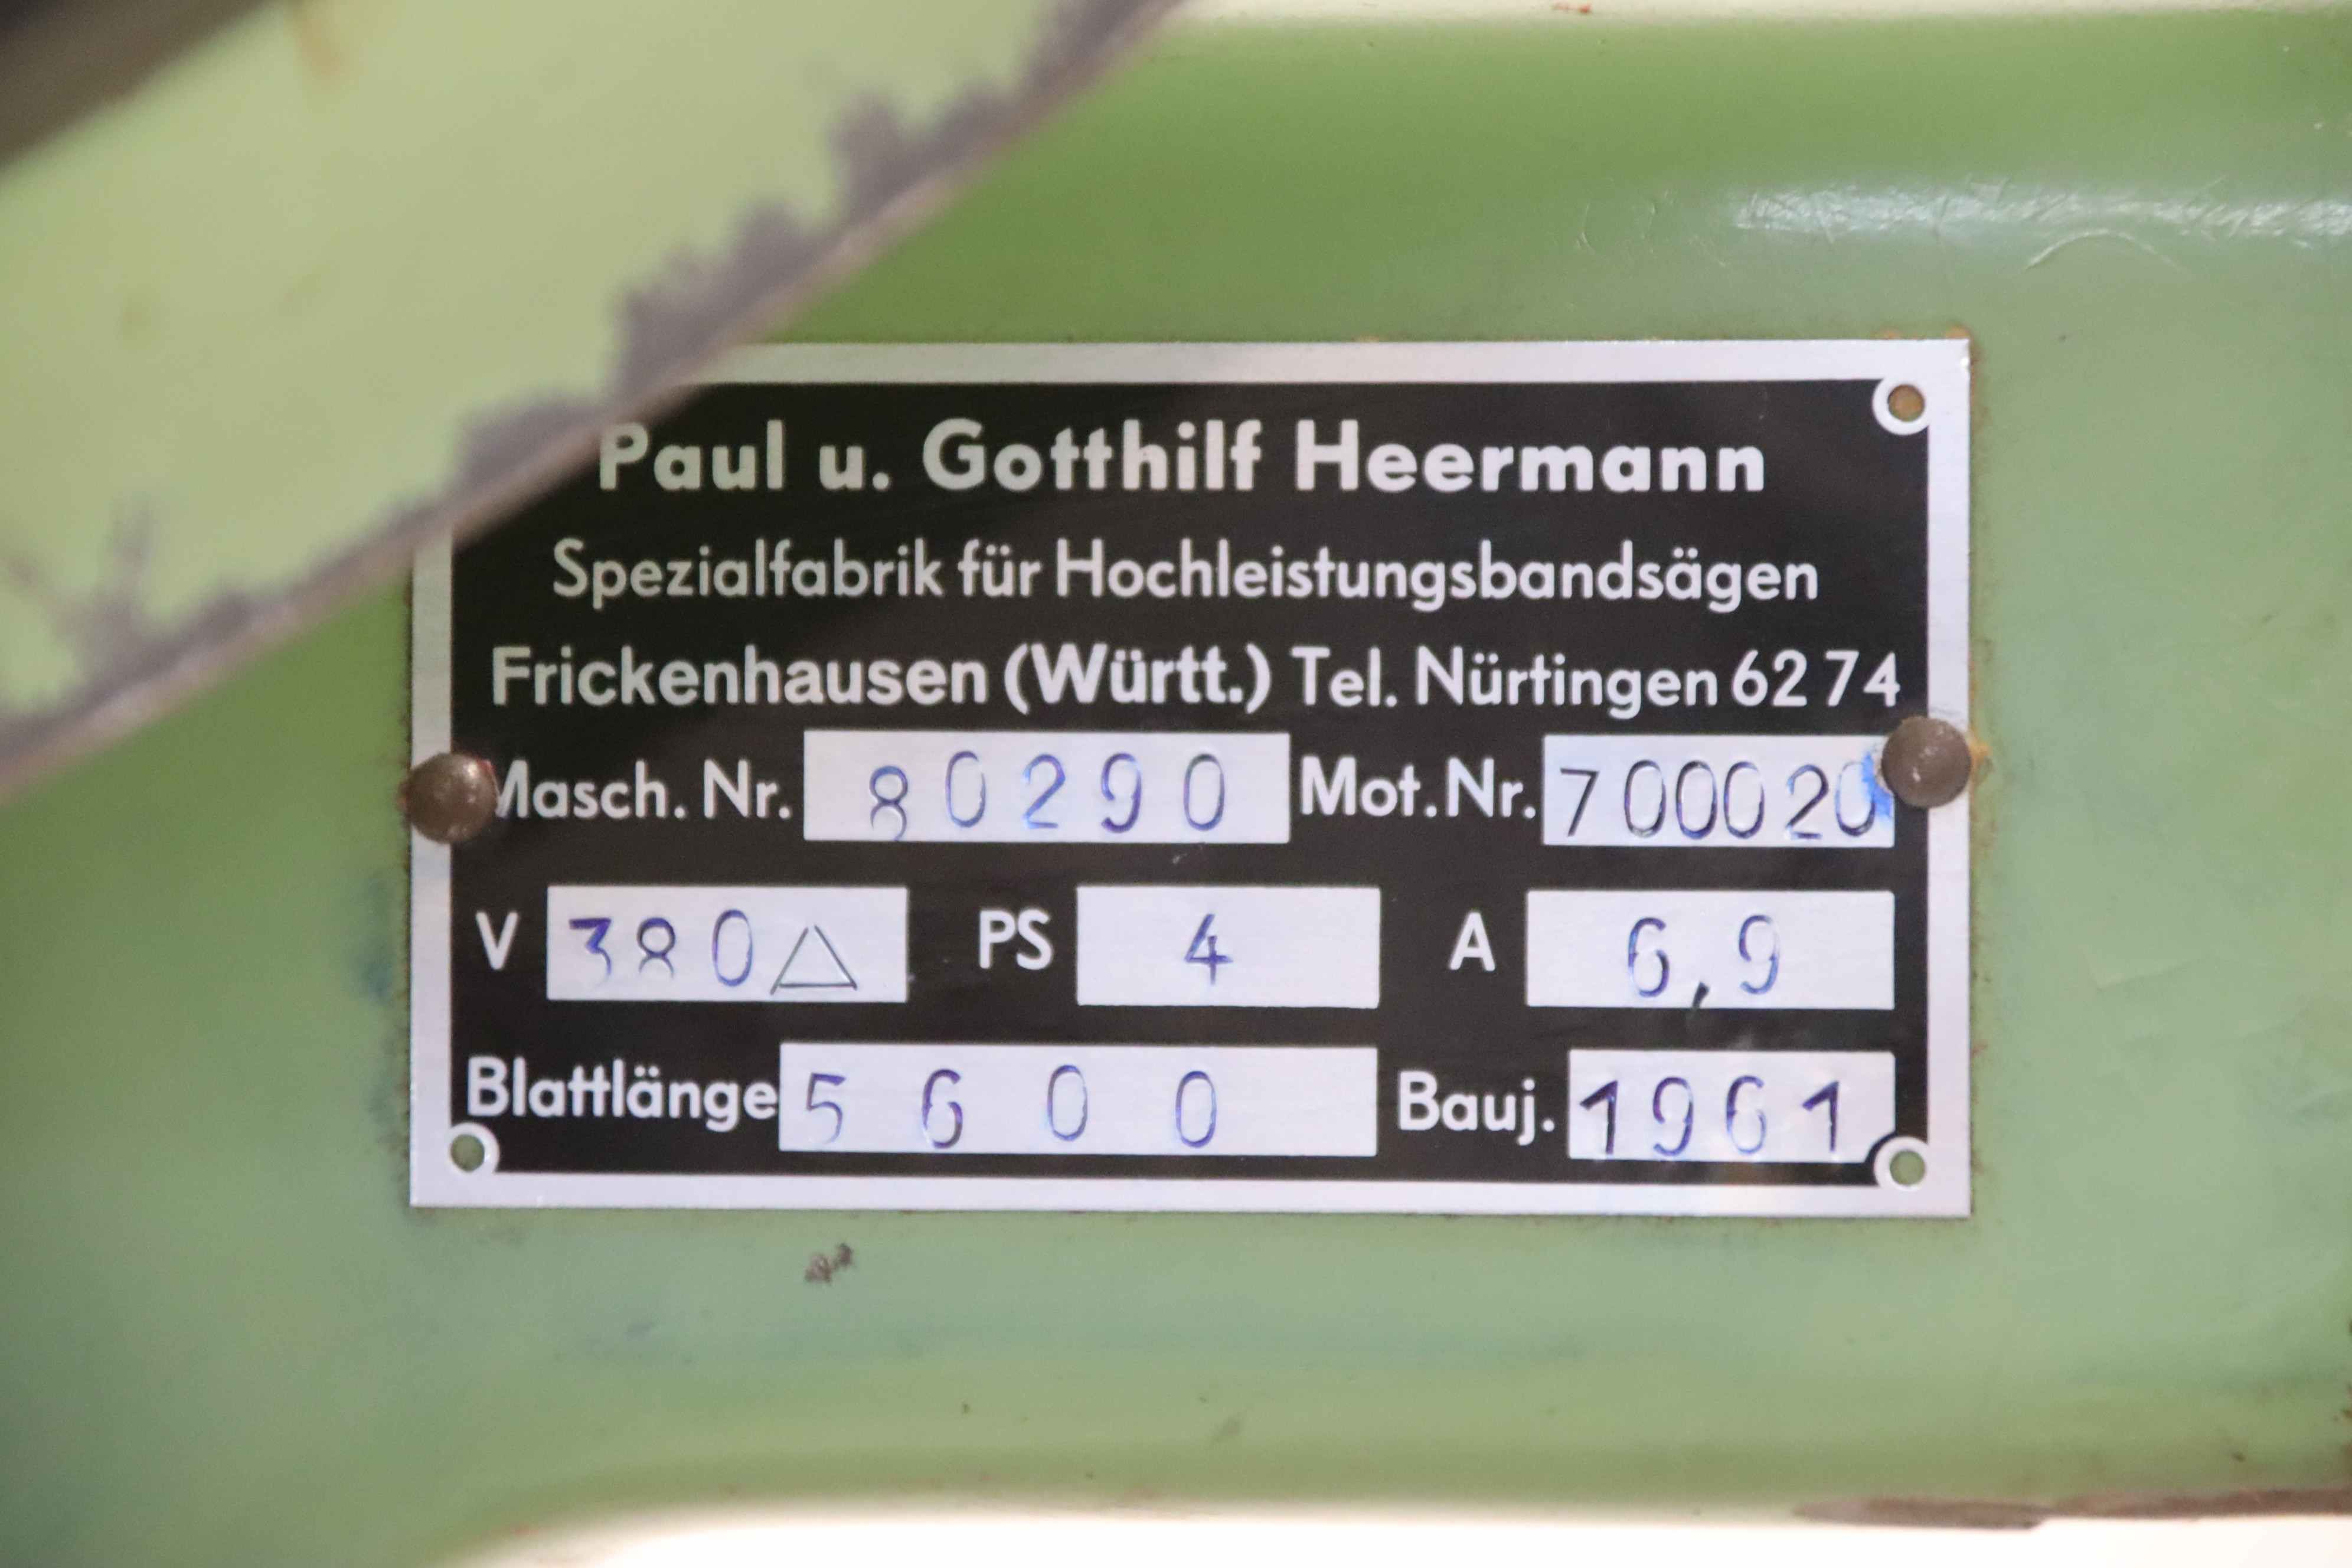 Paul u. Gotthilf Heermann
Spezialfabrik für Hochleistungsbandsägen
Frickenhausen (Württ.) Tel. Nürtingen 62 74
Masch. Nr. 80290 Mot. Nr. 700020
V 380△ PS 4 A 6,9
Blattlänge 5600 Bauj. 1961